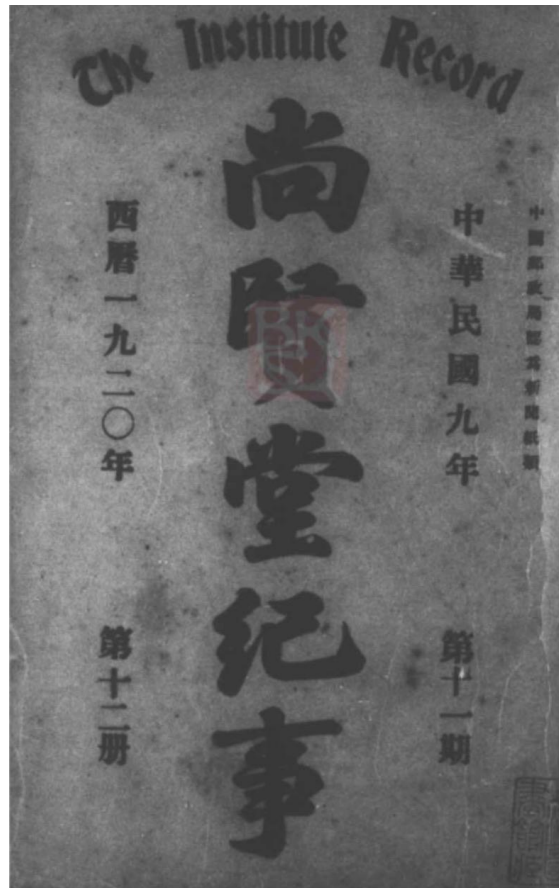 The Institute Record
中國郵政局認爲新聞紙類
中華民國九年
第十一期
尚賢堂紀事
西曆一九二〇年
第十二册